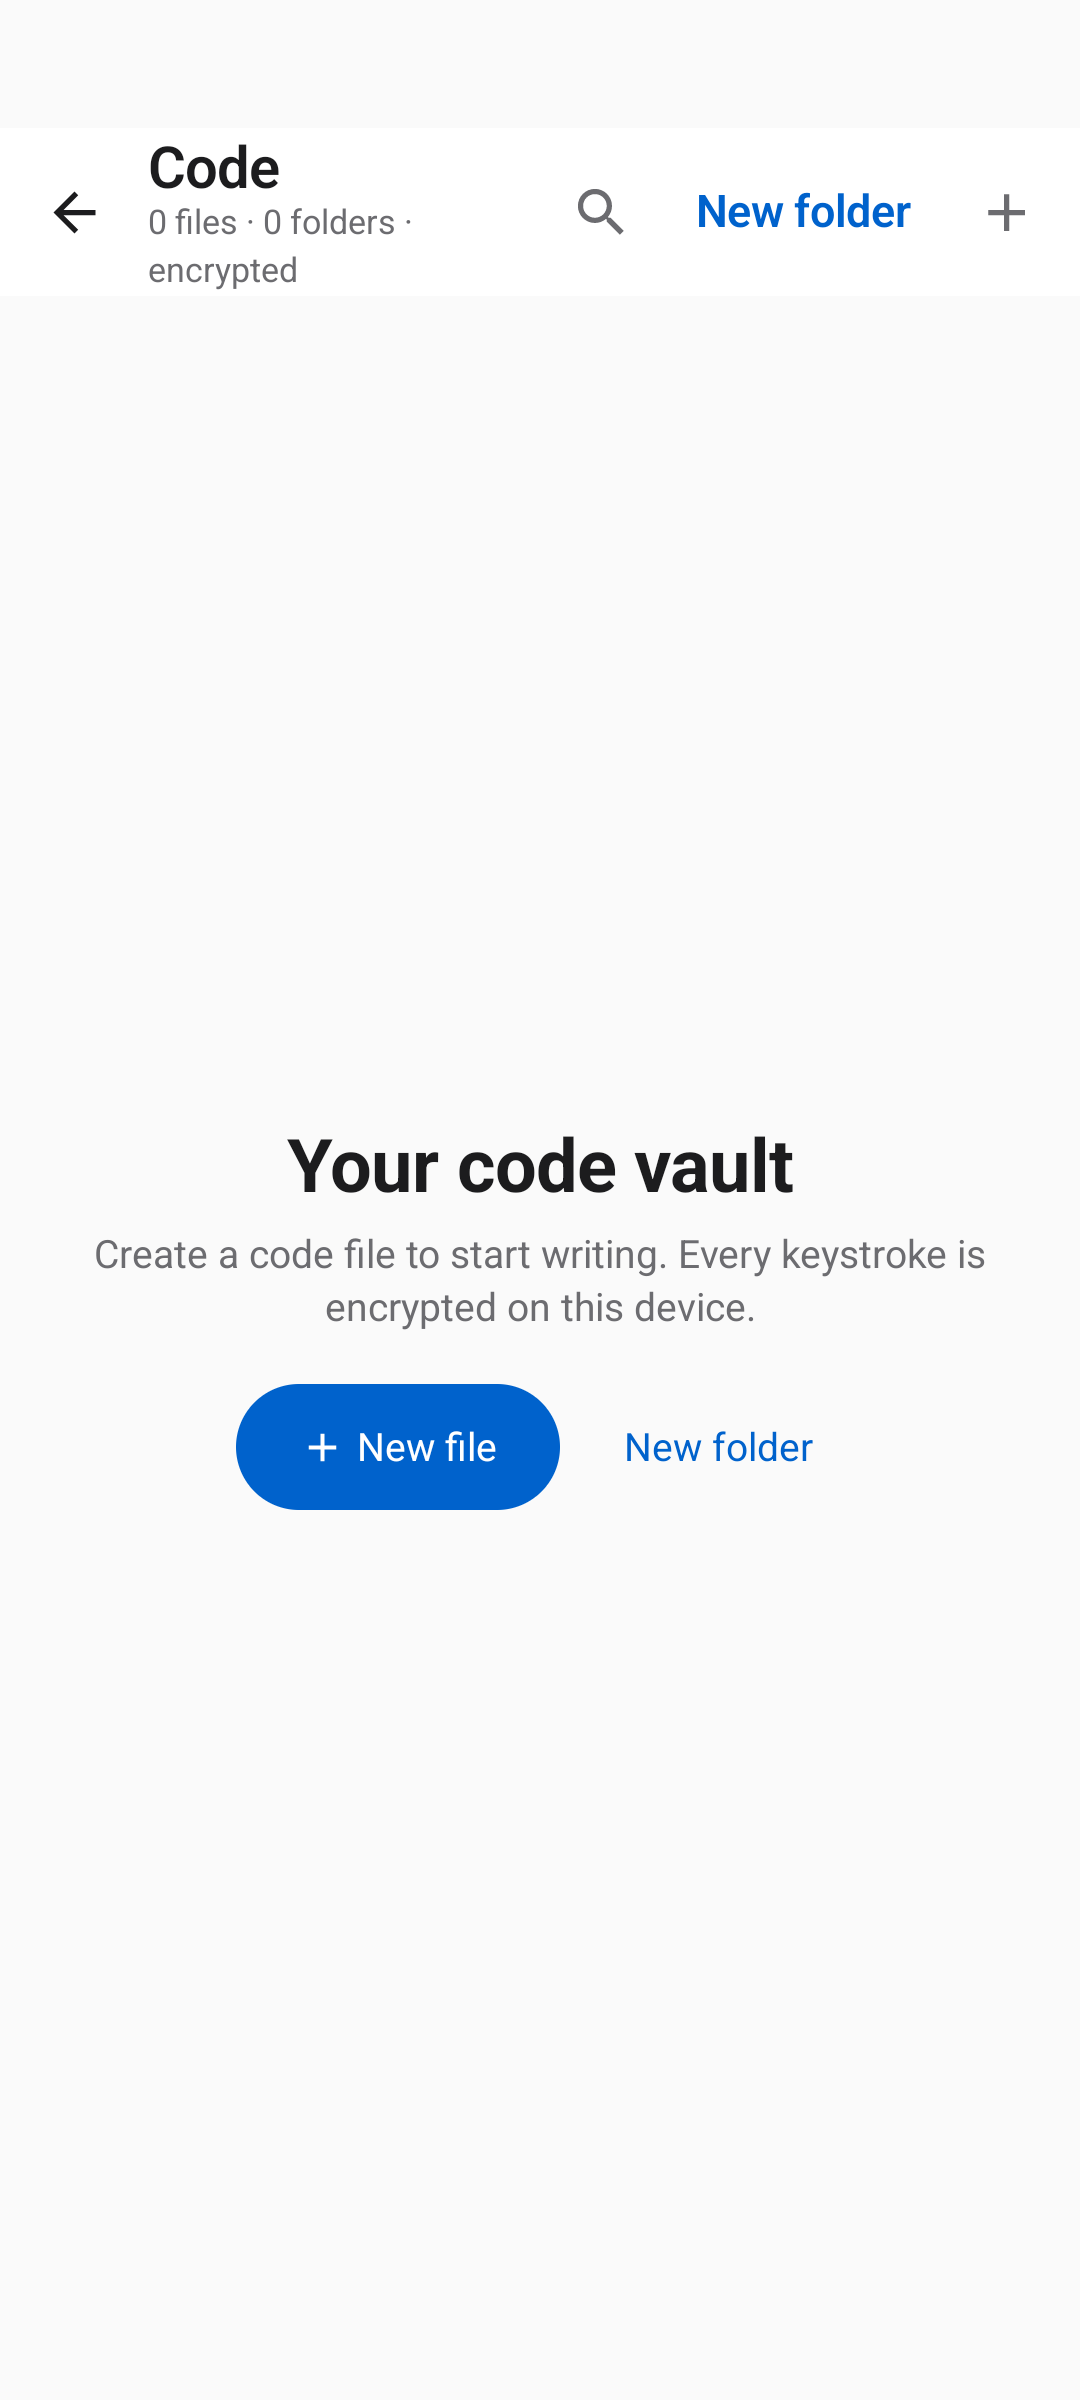 Code
0 files · 0 folders ·
encrypted
New folder
Your code vault
Create a code file to start writing. Every keystroke is
encrypted on this device.
New file
New folder